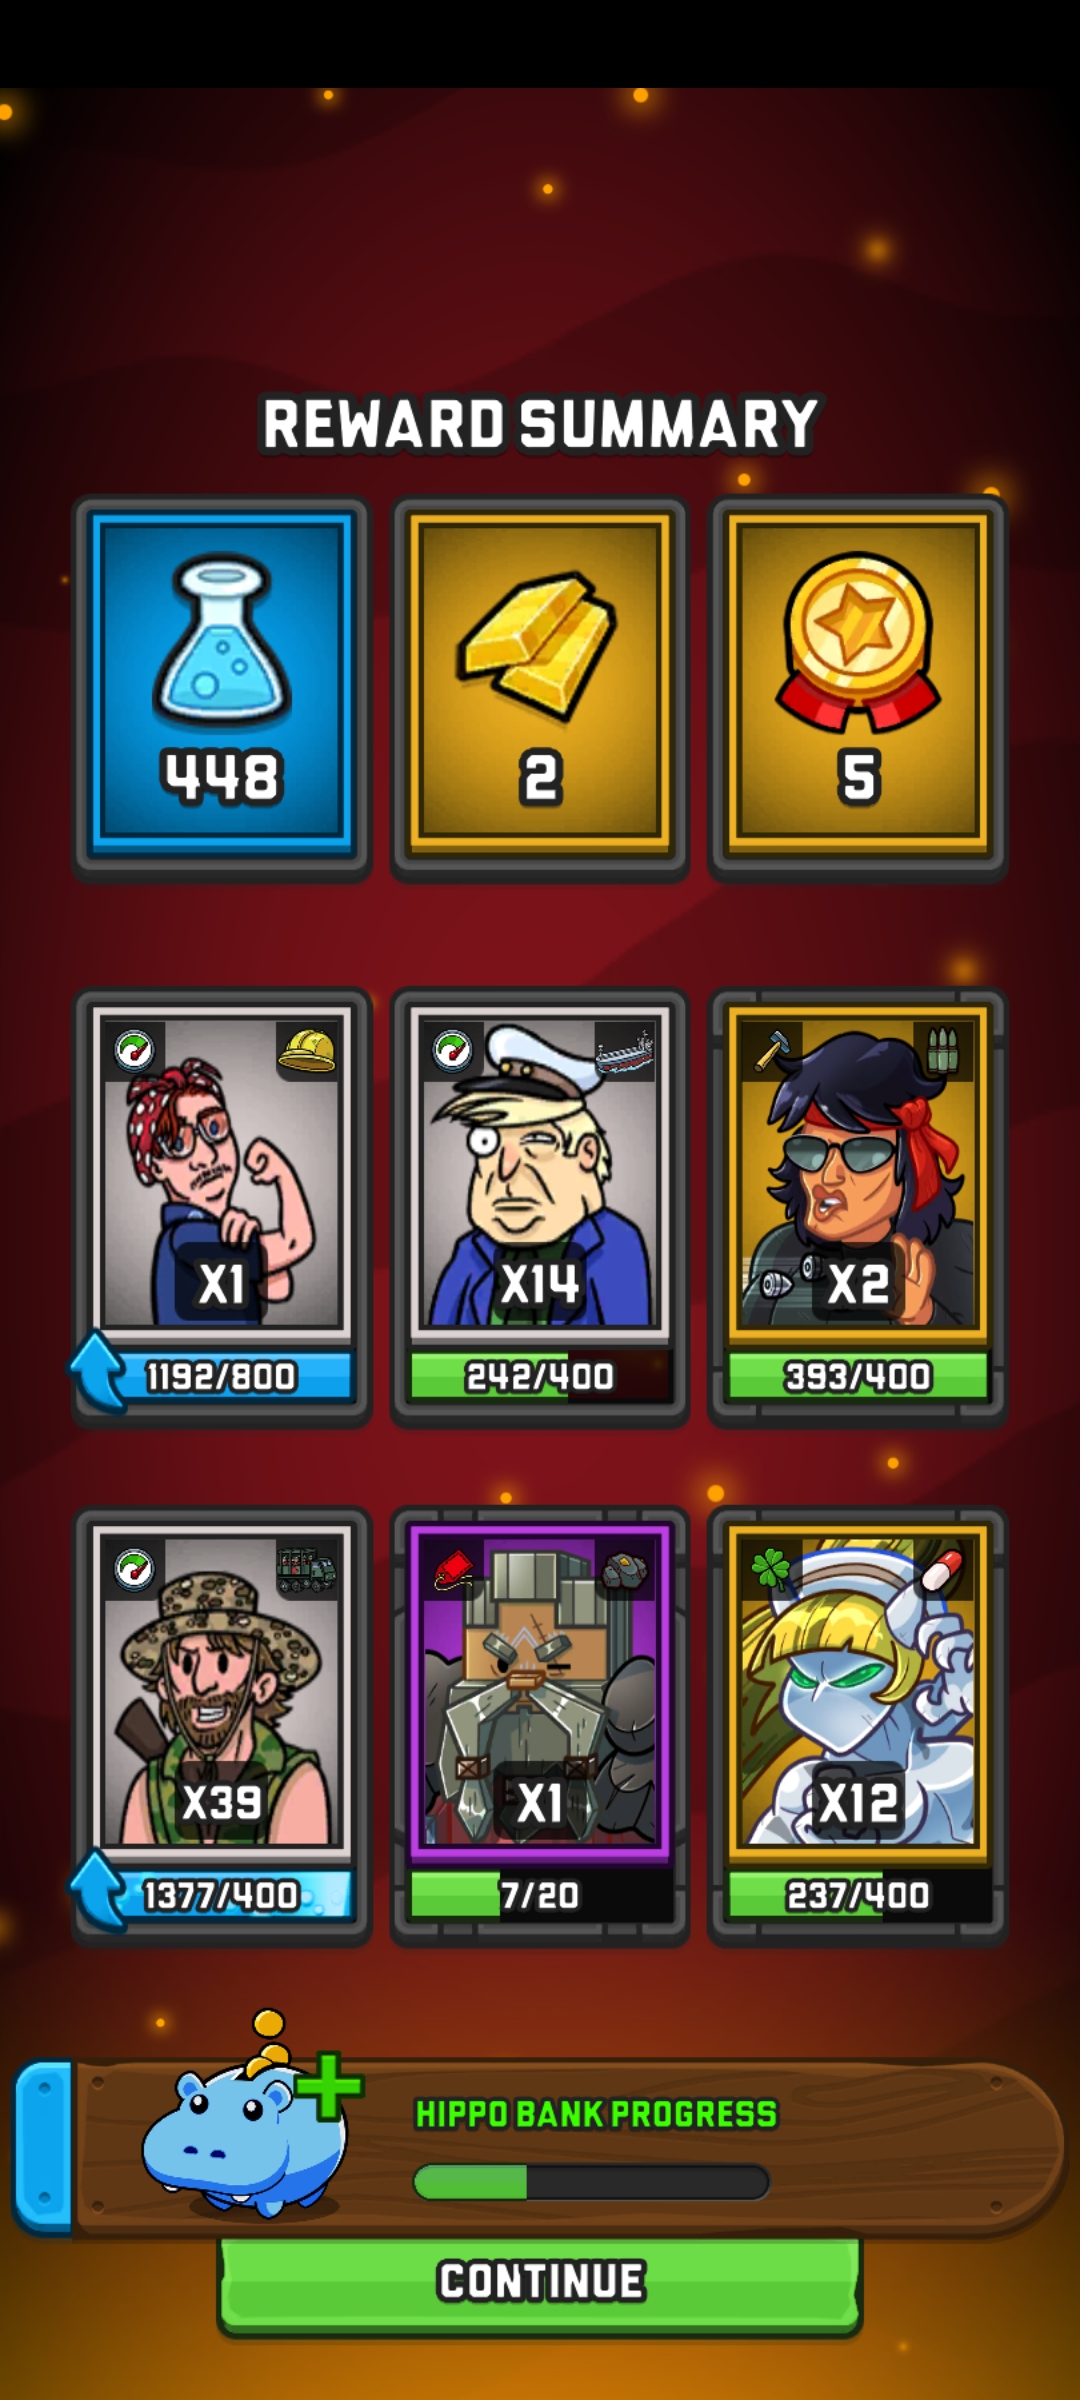 REWARD SUMMARY
448
2
5
X1
X14
X2
1192/800
242/400
393/400
X39
X1
X12
1377/400
7/20
237/400
HIPPO BANK PROGRESS
CONTINUE